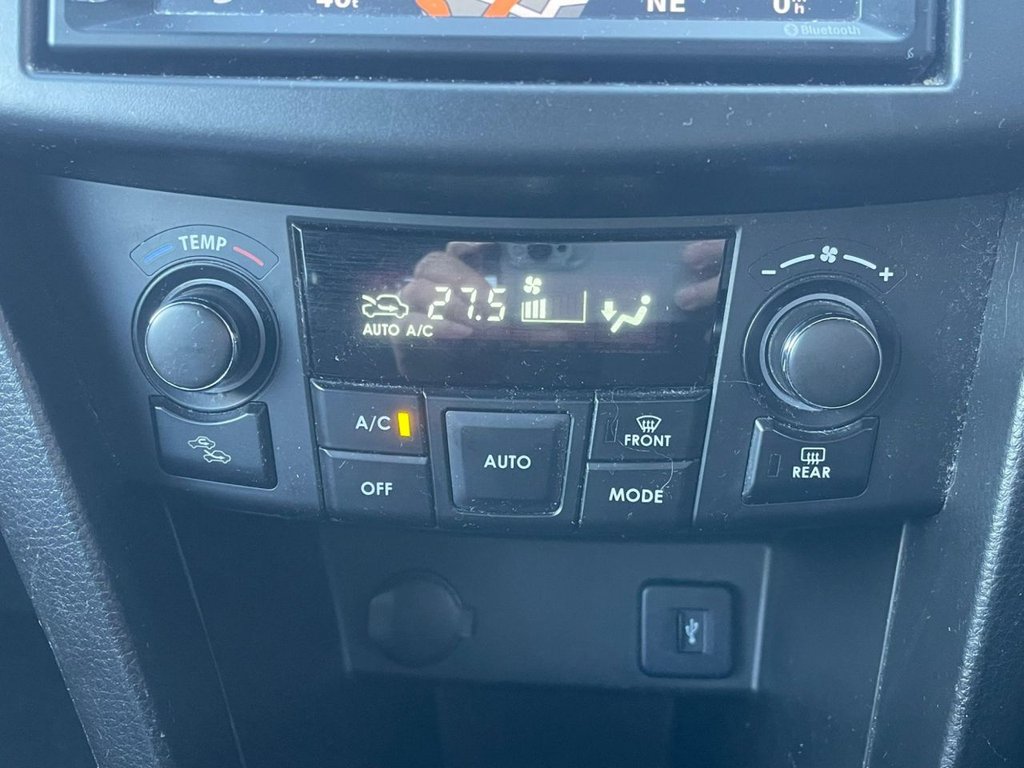 NE
Bluetooth
TEMP
27.5
AUTO A/C
− +
A/C
AUTO
FRONT
REAR
OFF
MODE